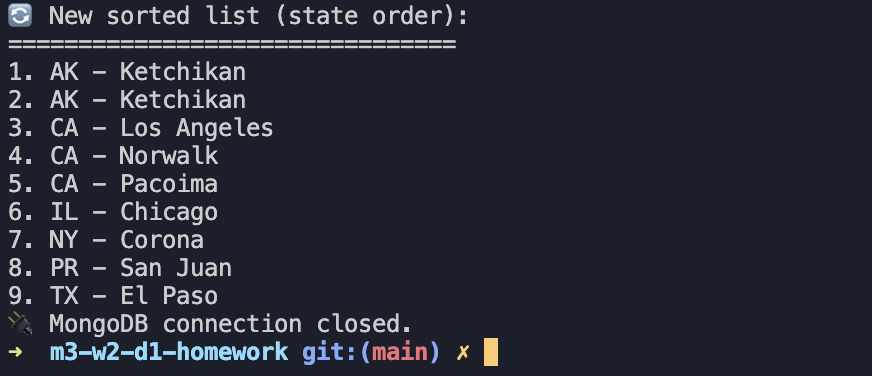 🔄 New sorted list (state order):
================================
1. AK – Ketchikan
2. AK – Ketchikan
3. CA – Los Angeles
4. CA – Norwalk
5. CA – Pacoima
6. IL – Chicago
7. NY – Corona
8. PR – San Juan
9. TX – El Paso
🔌 MongoDB connection closed.
➜  m3-w2-d1-homework git:(main) ✗